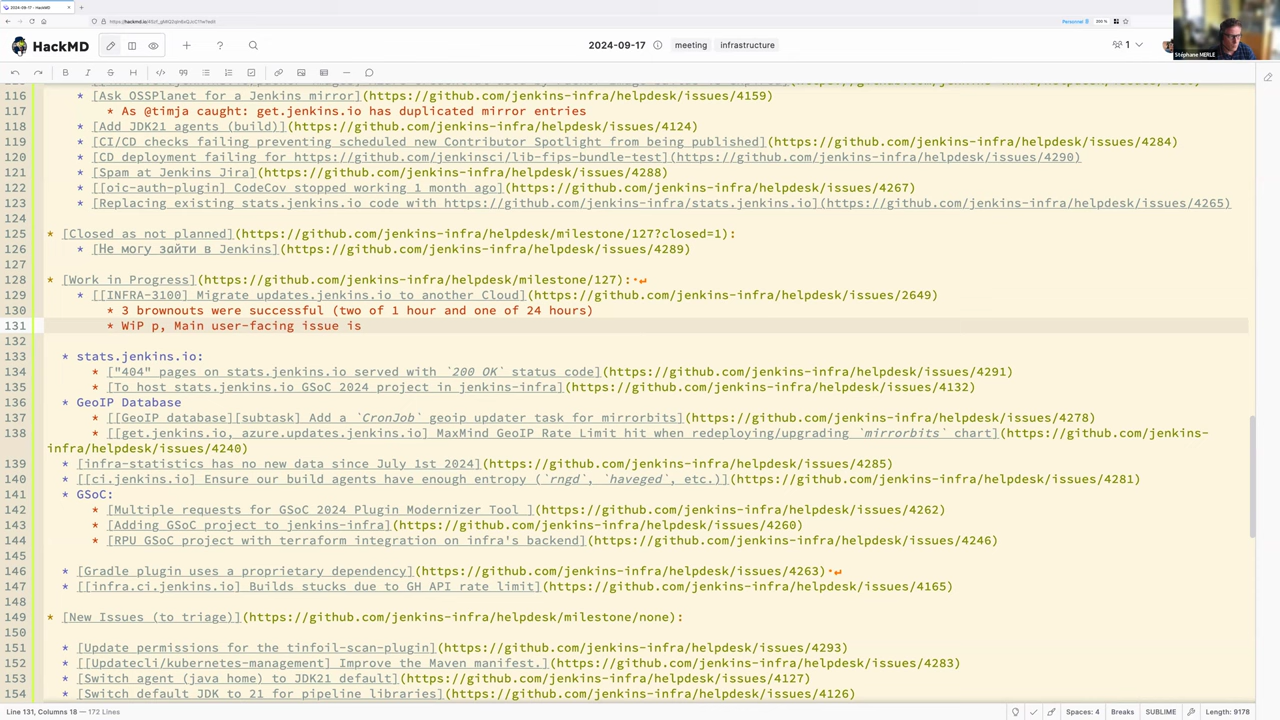 2024-09-17 - HackMD
Personnal
300 %
Stéphane MERLE
HackMD
2024-09-17
meeting
infrastructure
1
116 * [Ask OSSPlanet for a Jenkins mirror](https://github.com/jenkins-infra/helpdesk/issues/4159)
117 * As @timja caught: get.jenkins.io has duplicated mirror entries
118 * [Add JDK21 agents (build)](https://github.com/jenkins-infra/helpdesk/issues/4124)
119 * [CI/CD checks failing preventing scheduled new Contributor Spotlight from being published](https://github.com/jenkins-infra/helpdesk/issues/4284)
120 * [CD deployment failing for https://github.com/jenkinsci/lib-fips-bundle-test](https://github.com/jenkins-infra/helpdesk/issues/4290)
121 * [Spam at Jenkins Jira](https://github.com/jenkins-infra/helpdesk/issues/4288)
122 * [[oic-auth-plugin] CodeCov stopped working 1 month ago](https://github.com/jenkins-infra/helpdesk/issues/4267)
123 * [Replacing existing stats.jenkins.io code with https://github.com/jenkins-infra/stats.jenkins.io](https://github.com/jenkins-infra/helpdesk/issues/4265)
124
125 * [Closed as not planned](https://github.com/jenkins-infra/helpdesk/milestone/127?closed=1):
126 * [Не могу зайти в Jenkins](https://github.com/jenkins-infra/helpdesk/issues/4289)
127
128 * [Work in Progress](https://github.com/jenkins-infra/helpdesk/milestone/127):
129 * [[INFRA-3100] Migrate updates.jenkins.io to another Cloud](https://github.com/jenkins-infra/helpdesk/issues/2649)
130 * 3 brownouts were successful (two of 1 hour and one of 24 hours)
131 * WiP p, Main user-facing issue is
132
133 * stats.jenkins.io:
134 * ["404" pages on stats.jenkins.io served with `200 OK` status code](https://github.com/jenkins-infra/helpdesk/issues/4291)
135 * [To host stats.jenkins.io GSoC 2024 project in jenkins-infra](https://github.com/jenkins-infra/helpdesk/issues/4132)
136 * GeoIP Database
137 * [[GeoIP database][subtask] Add a `CronJob` geoip updater task for mirrorbits](https://github.com/jenkins-infra/helpdesk/issues/4278)
138 * [[get.jenkins.io, azure.updates.jenkins.io] MaxMind GeoIP Rate Limit hit when redeploying/upgrading `mirrorbits` chart](https://github.com/jenkins-
infra/helpdesk/issues/4240)
139 * [infra-statistics has no new data since July 1st 2024](https://github.com/jenkins-infra/helpdesk/issues/4285)
140 * [[ci.jenkins.io] Ensure our build agents have enough entropy (`rngd`, `haveged`, etc.)](https://github.com/jenkins-infra/helpdesk/issues/4281)
141 * GSoC:
142 * [Multiple requests for GSoC 2024 Plugin Modernizer Tool ](https://github.com/jenkins-infra/helpdesk/issues/4262)
143 * [Adding GSoC project to jenkins-infra](https://github.com/jenkins-infra/helpdesk/issues/4260)
144 * [RPU GSoC project with terraform integration on infra's backend](https://github.com/jenkins-infra/helpdesk/issues/4246)
145
146 * [Gradle plugin uses a proprietary dependency](https://github.com/jenkins-infra/helpdesk/issues/4263)
147 * [[infra.ci.jenkins.io] Builds stucks due to GH API rate limit](https://github.com/jenkins-infra/helpdesk/issues/4165)
148
149 * [New Issues (to triage)](https://github.com/jenkins-infra/helpdesk/milestone/none):
150
151 * [Update permissions for the tinfoil-scan-plugin](https://github.com/jenkins-infra/helpdesk/issues/4293)
152 * [[Updatecli/kubernetes-management] Improve the Maven manifest.](https://github.com/jenkins-infra/helpdesk/issues/4283)
153 * [Switch agent (java home) to JDK21 default](https://github.com/jenkins-infra/helpdesk/issues/4127)
154 * [Switch default JDK to 21 for pipeline libraries](https://github.com/jenkins-infra/helpdesk/issues/4126)
Line 131, Columns 18 — 172 Lines
Spaces: 4
Breaks
SUBLIME
Length: 9178